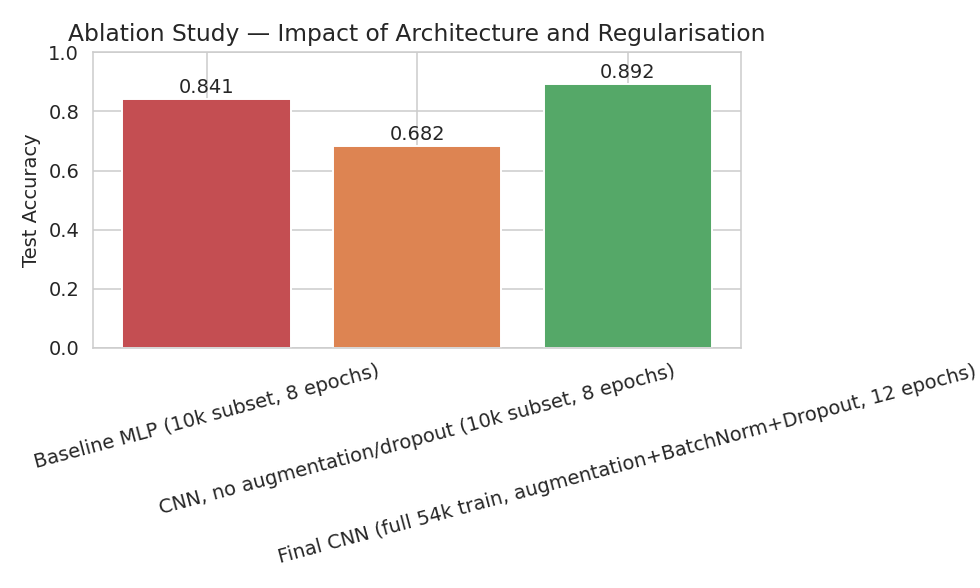 Ablation Study — Impact of Architecture and Regularisation
Test Accuracy
1.0
0.8
0.6
0.4
0.2
0.0
0.841
0.682
0.892
Baseline MLP (10k subset, 8 epochs)
CNN, no augmentation/dropout (10k subset, 8 epochs)
Final CNN (full 54k train, augmentation+BatchNorm+Dropout, 12 epochs)